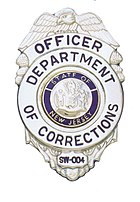 OFFICER
DEPARTMENT
STATE OF
NEW JERSEY
OF CORRECTIONS
SW-004